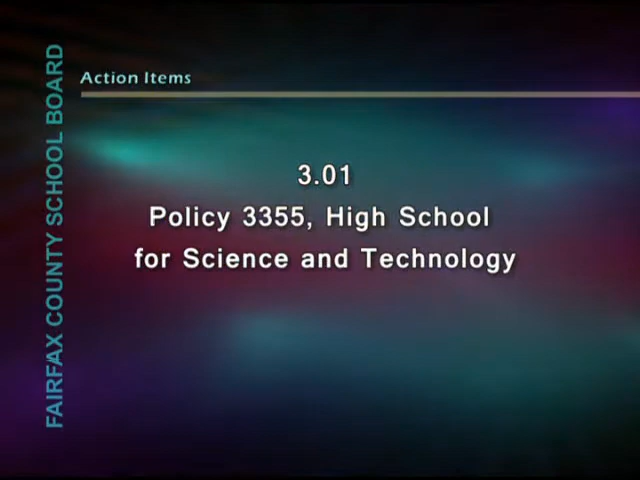 FAIRFAX COUNTY SCHOOL BOARD
Action Items
3.01
Policy 3355, High School
for Science and Technology